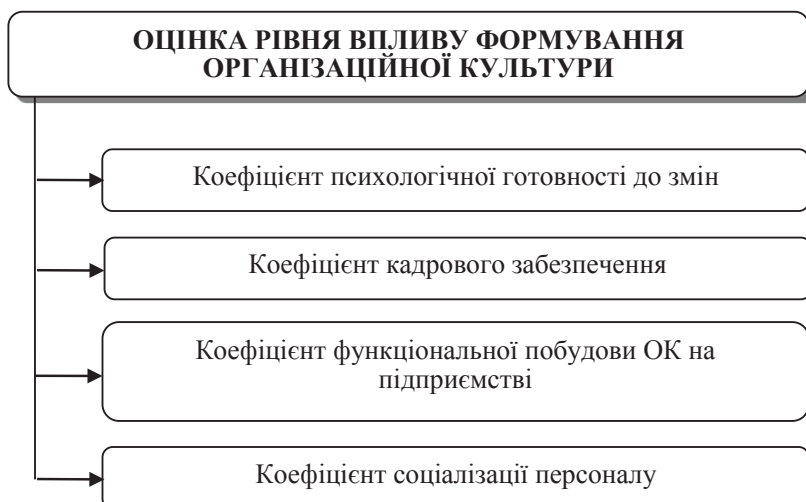 ОЦІНКА РІВНЯ ВПЛИВУ ФОРМУВАННЯ
ОРГАНІЗАЦІЙНОЇ КУЛЬТУРИ
Коефіцієнт психологічної готовності до змін
Коефіцієнт кадрового забезпечення
Коефіцієнт функціональної побудови ОК на
підприємстві
Коефіцієнт соціалізації персоналу